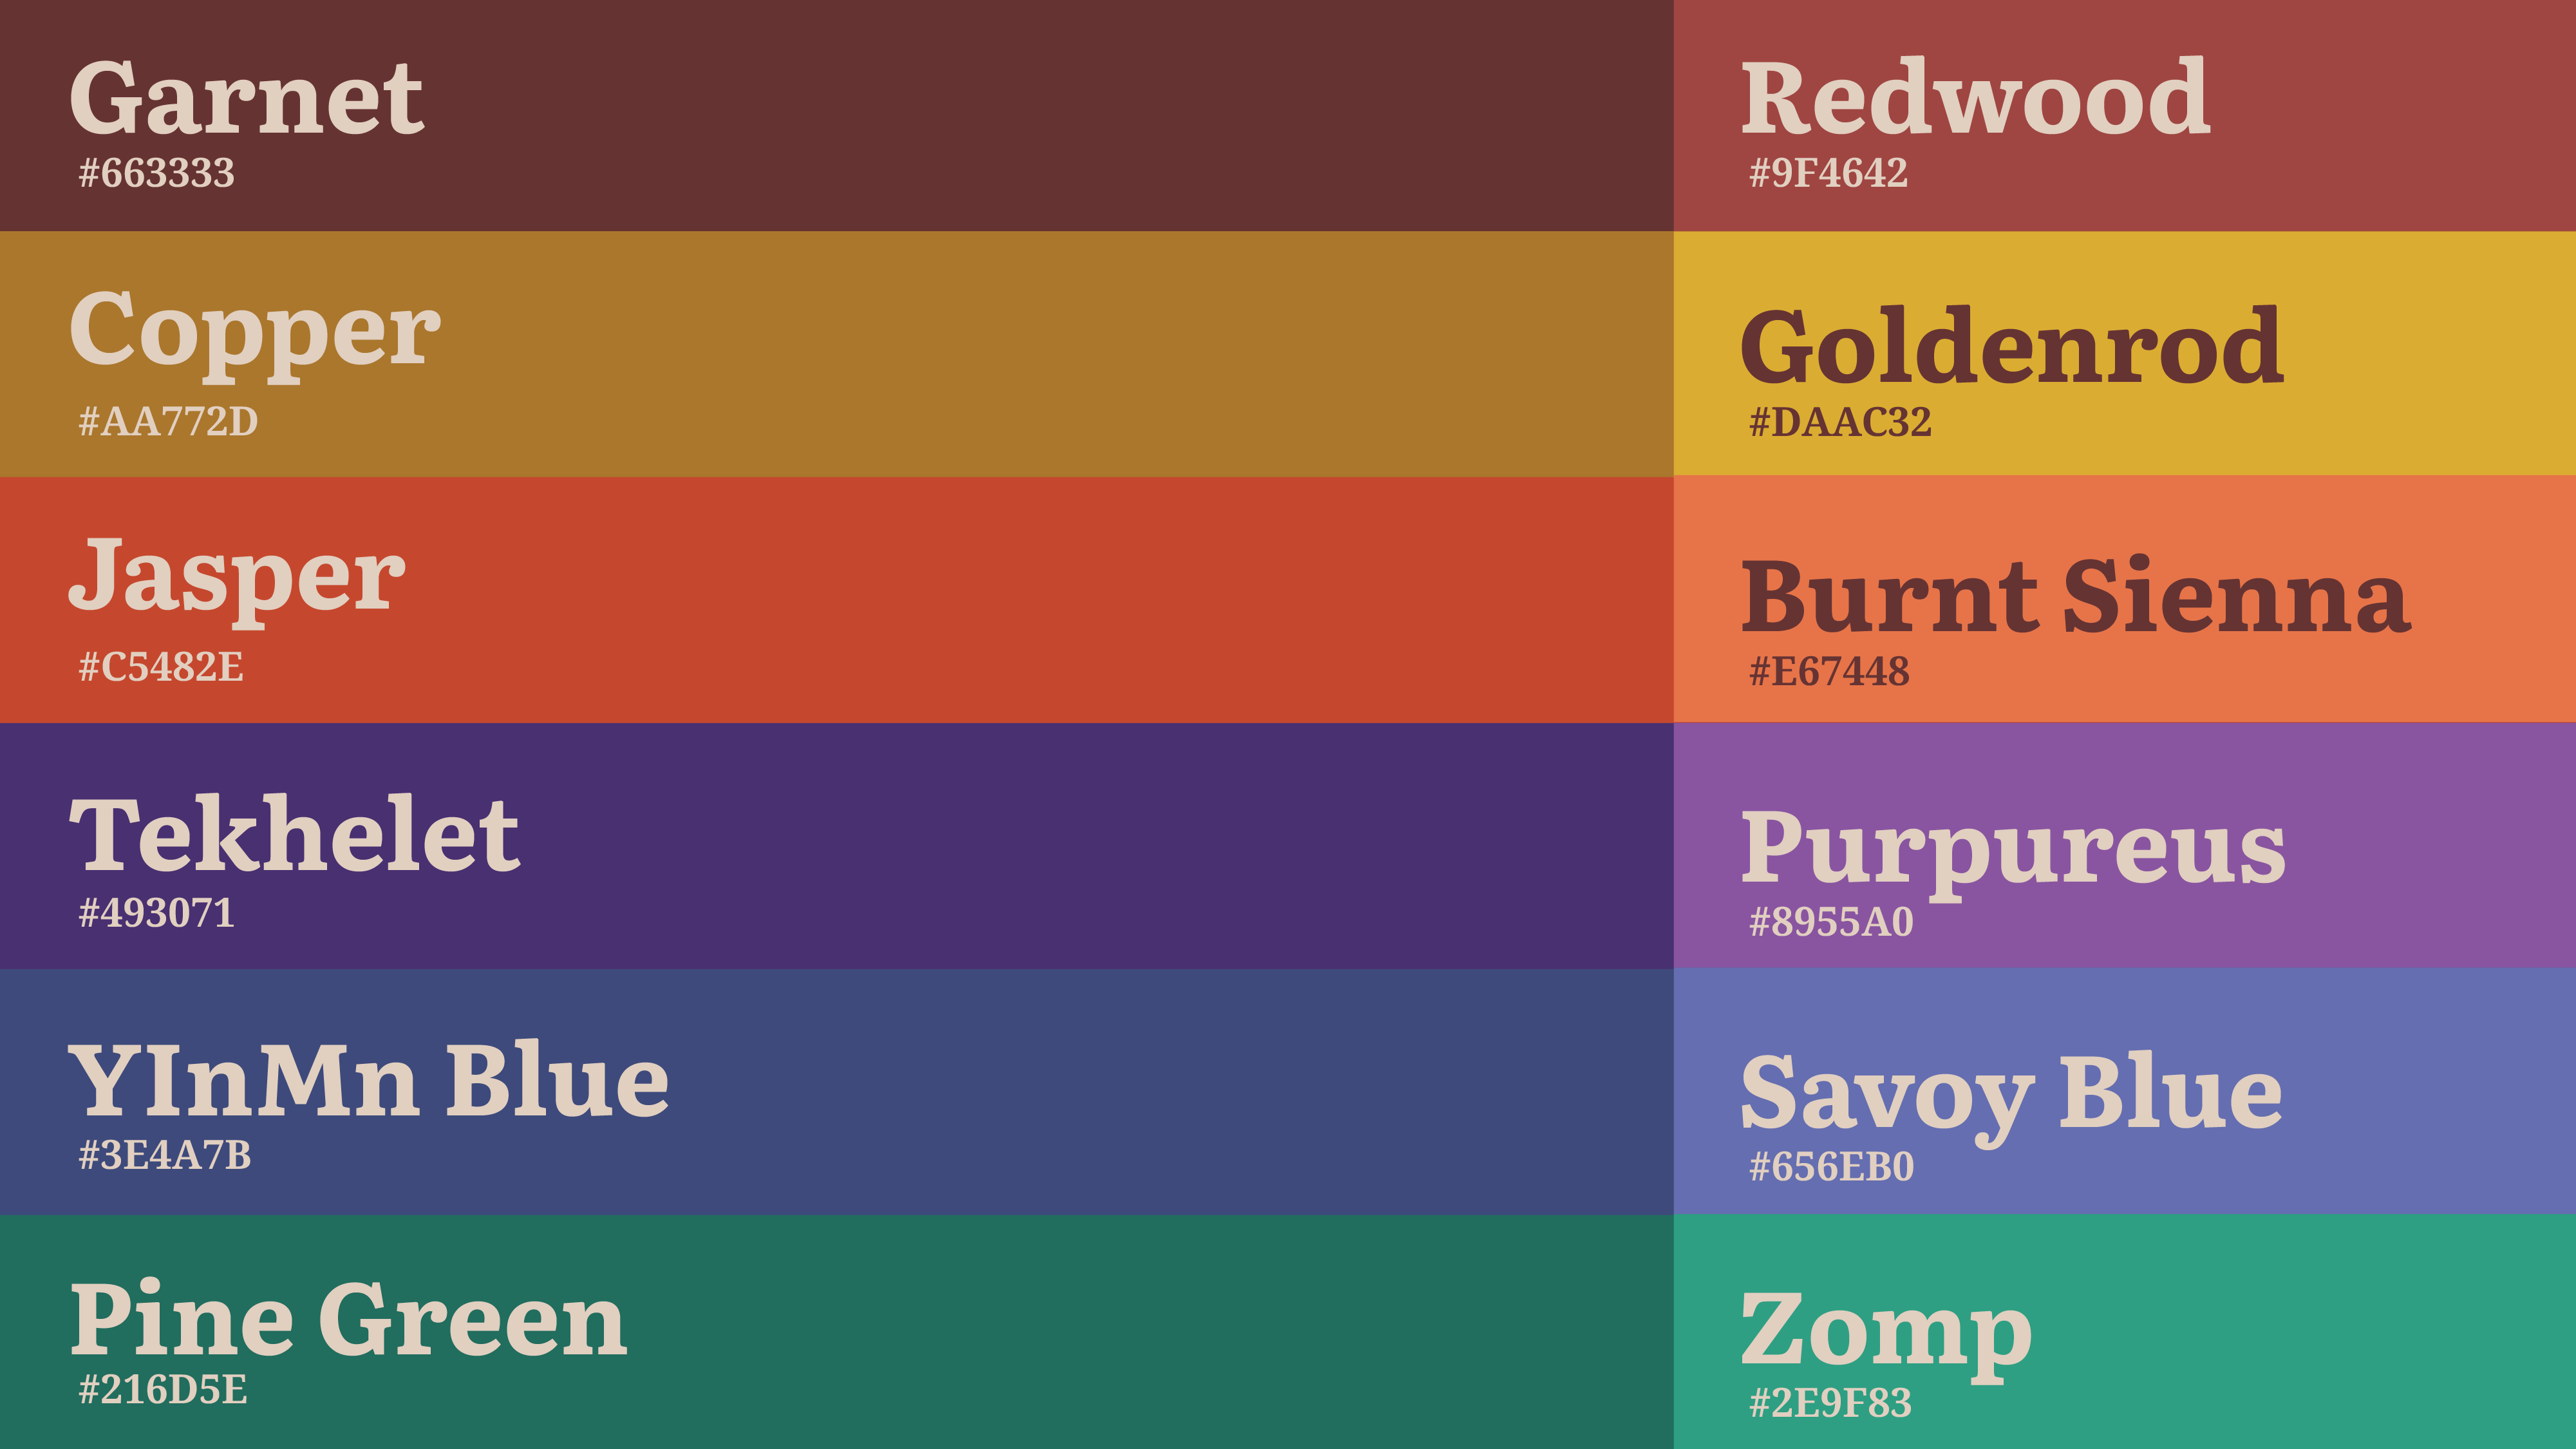 Garnet
#663333
Redwood
#9F4642
Copper
#AA772D
Goldenrod
#DAAC32
Jasper
#C5482E
Burnt Sienna
#E67448
Tekhelet
#493071
Purpureus
#8955A0
YInMn Blue
#3E4A7B
Savoy Blue
#656EB0
Pine Green
#216D5E
Zomp
#2E9F83